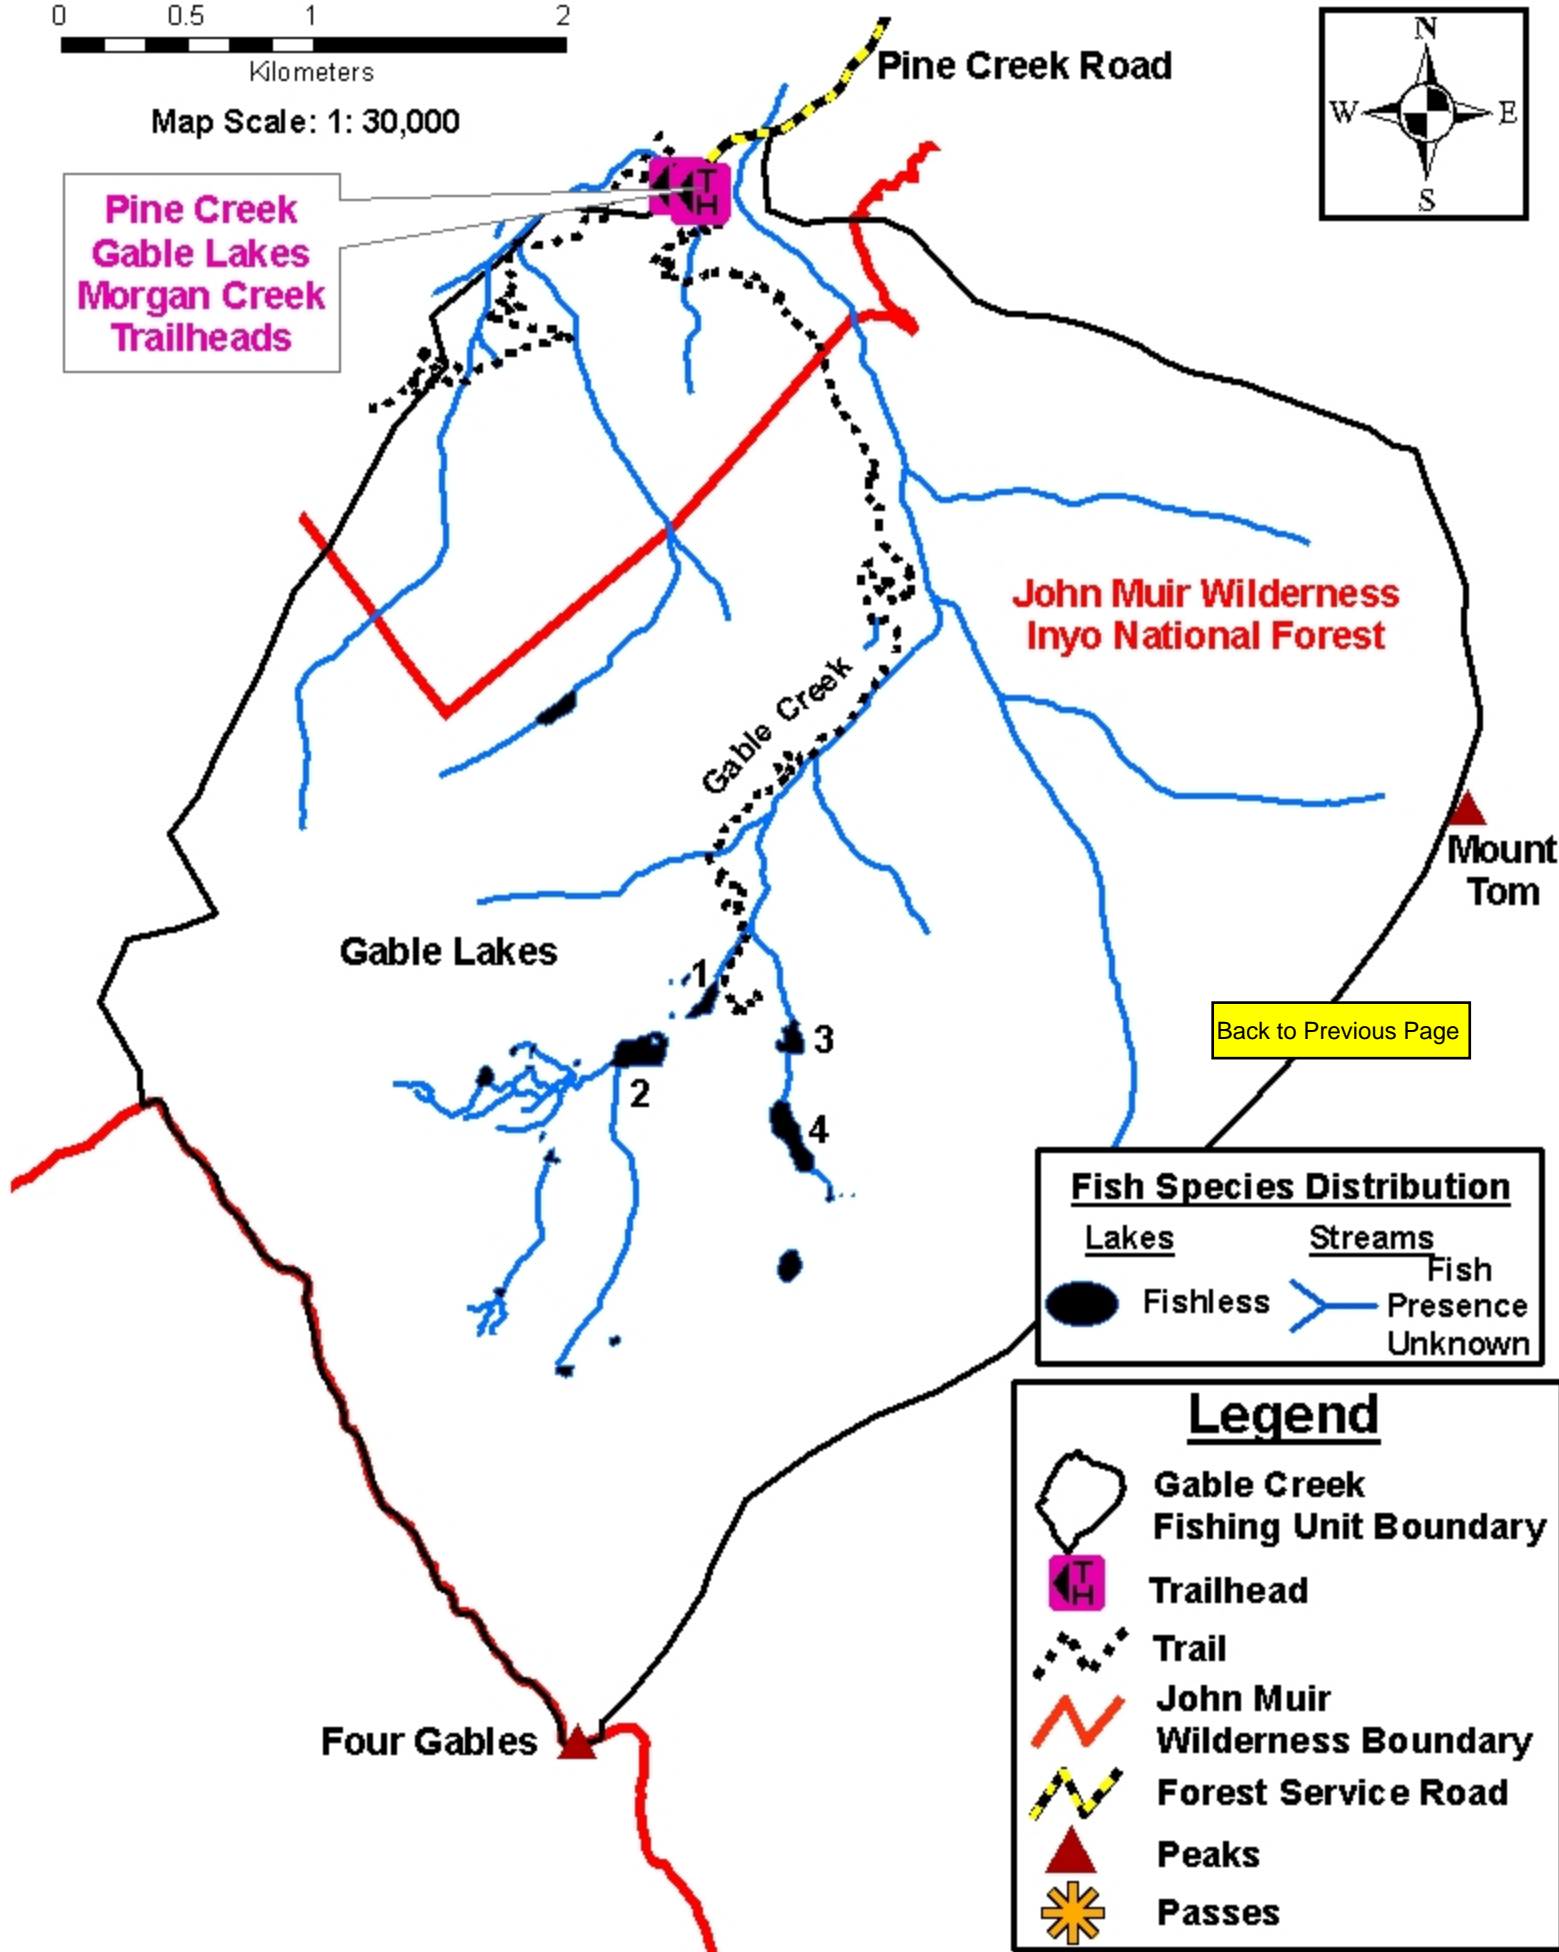 0 0.5 1 2
Kilometers
Map Scale: 1: 30,000
Pine Creek Road
N
W E
S
Pine Creek
Gable Lakes
Morgan Creek
Trailheads
T
H
John Muir Wilderness
Inyo National Forest
Gable Creek
Mount
Tom
Gable Lakes
1
Back to Previous Page
3
2
4
Fish Species Distribution
Lakes Streams
Fishless
Fish
Presence
Unknown
Legend
Gable Creek
Fishing Unit Boundary
T
H
Trailhead
Trail
John Muir
Wilderness Boundary
Four Gables
Forest Service Road
Peaks
Passes